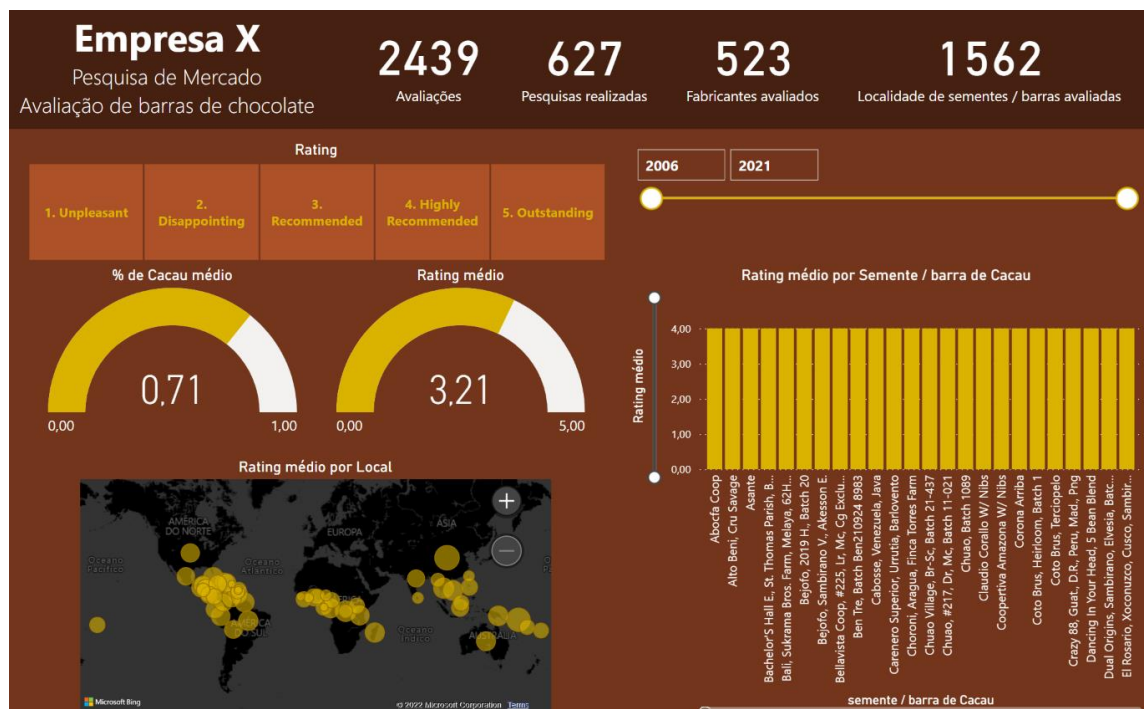 Empresa X
Pesquisa de Mercado
Avaliação de barras de chocolate
2439
Avaliações
627
Pesquisas realizadas
523
Fabricantes avaliados
1562
Localidade de sementes / barras avaliadas
Rating
1. Unpleasant
2.
Disappointing
3.
Recommended
4. Highly
Recommended
5. Outstanding
2006
2021
% de Cacau médio
0,71
0,00
1,00
Rating médio
3,21
0,00
5,00
Rating médio por Semente / barra de Cacau
Rating médio
4,00
3,00
2,00
1,00
0,00
Abocfa Coop
Alto Beni, Cru Savage
Asante
Bachelor'S Hall E., St. Thomas Parish, B...
Bali, Sukrama Bros. Farm, Melaya, 62H...
Bejofo, 2019 H., Batch 20
Bejofo, Sambirano V., Akesson E.
Bellavista Coop, #225, Lr, Mc, Cg Exclu...
Ben Tre, Batch Ben210924 8983
Cabosse, Venezuela, Java
Carenero Superior, Urrutia, Barlovento
Choroni, Aragua, Finca Torres Farm
Chuao Village, Br-Sc, Batch 21-437
Chuao, #217, Dr, Mc, Batch 11-021
Chuao, Batch 1089
Claudio Corallo W/ Nibs
Coopertiva Amazona W/ Nibs
Corona Arriba
Coto Brus, Heirloom, Batch 1
Coto Brus, Terciopelo
Crazy 88, Guat., D.R., Peru, Mad., Png
Dancing In Your Head, 5 Bean Blend
Dual Origins, Sambirano, Elvesia, Batc...
El Rosario, Xoconuzco, Cusco, Sambir...
semente / barra de Cacau
Rating médio por Local
AMÉRICA
DO NORTE
EUROPA
ÁSIA
Oceano
Pacífico
Oceano
Atlântico
AMÉRICA
DO SUL
Oceano
Índico
AUSTRÁLIA
Microsoft Bing
© 2022 Microsoft Corporation
Terms